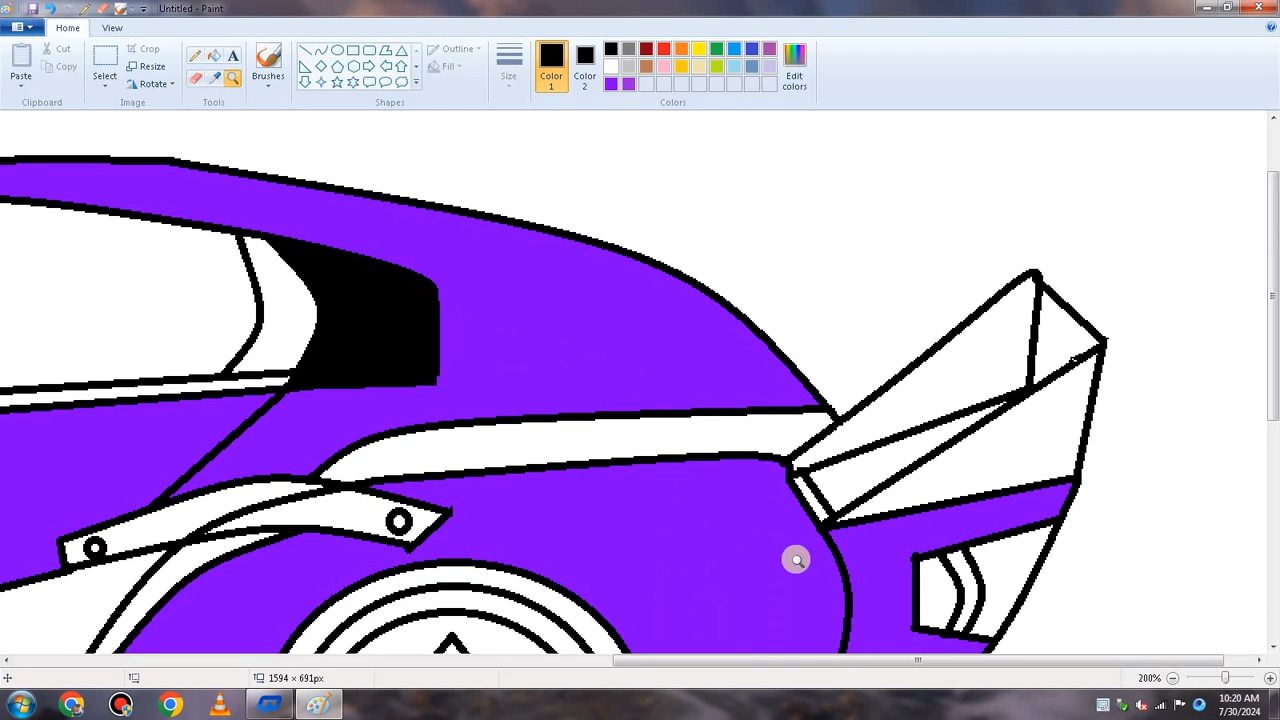 Untitled - Paint
Home View
Paste
Cut
Copy
Clipboard
Crop
Resize
Rotate
Image
Tools
Brushes
Shapes
Outline
Fill
Size
Color 1
Color 2
Edit colors
Colors
1594 × 691px
200%
10:20 AM
7/30/2024